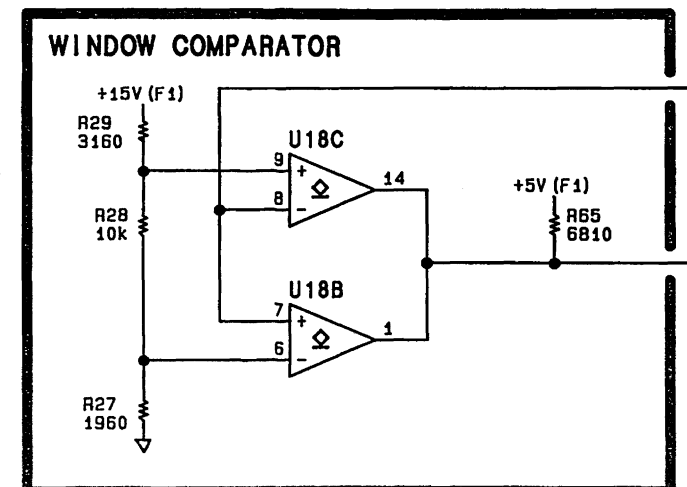 WINDOW COMPARATOR
+15V (F1)
R29
3160
U18C
9
+
14
8
-
+5V (F1)
R28
10k
R65
6810
U18B
7
+
1
6
-
R27
1960